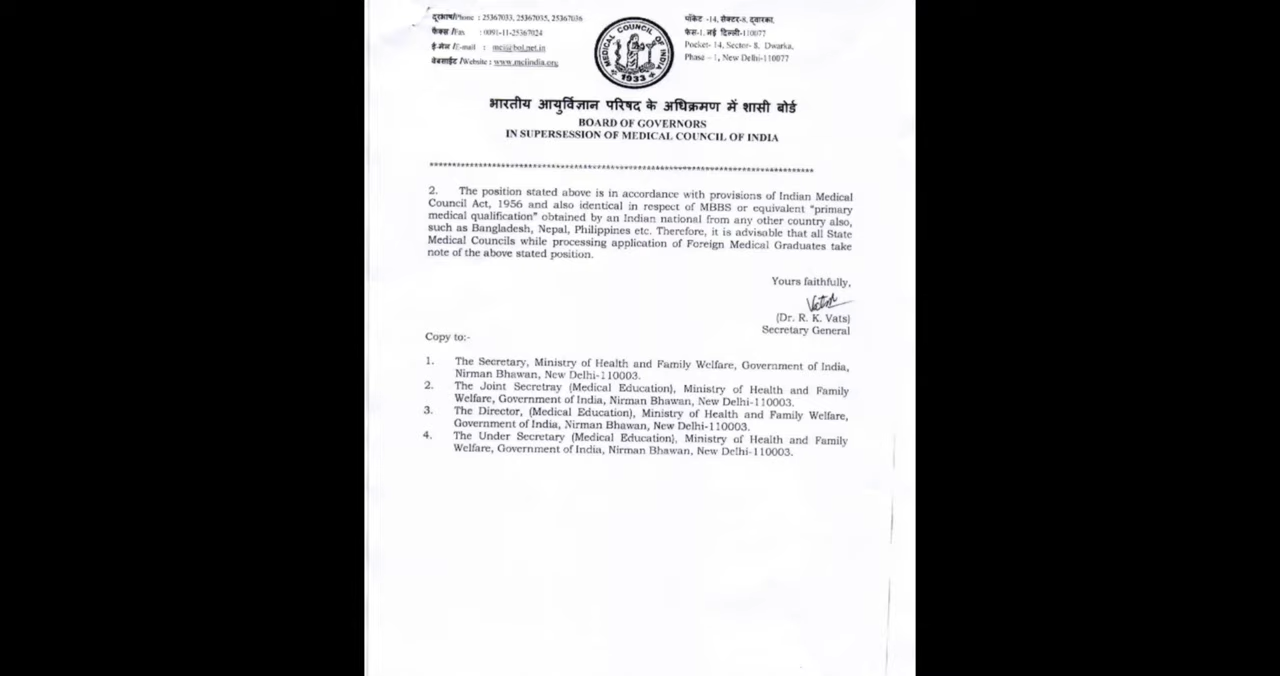 दूरभाष/Phone : 25367033, 25367035, 25367036
फैक्स /Fax : 0091-11-25367024
ई-मेल /E-mail : mci@bol.net.in
वेबसाईट /Website : www.mciindia.org
MEDICAL COUNCIL OF INDIA
1933
पॉकेट -14, सेक्टर-8, द्वारका,
फेस-1, नई दिल्ली-110077
Pocket- 14, Sector- 8, Dwarka,
Phase – 1, New Delhi-110077
भारतीय आयुर्विज्ञान परिषद के अधिक्रमण में शासी बोर्ड
BOARD OF GOVERNORS
IN SUPERSESSION OF MEDICAL COUNCIL OF INDIA
2. The position stated above is in accordance with provisions of Indian Medical
Council Act, 1956 and also identical in respect of MBBS or equivalent "primary
medical qualification" obtained by an Indian national from any other country also,
such as Bangladesh, Nepal, Philippines etc. Therefore, it is advisable that all State
Medical Councils while processing application of Foreign Medical Graduates take
note of the above stated position.
Yours faithfully,
(Dr. R. K. Vats)
Secretary General
Copy to:-
1. The Secretary, Ministry of Health and Family Welfare, Government of India,
Nirman Bhawan, New Delhi-110003.
2. The Joint Secretray (Medical Education), Ministry of Health and Family
Welfare, Government of India, Nirman Bhawan, New Delhi-110003.
3. The Director, (Medical Education), Ministry of Health and Family Welfare,
Government of India, Nirman Bhawan, New Delhi-110003.
4. The Under Secretary (Medical Education), Ministry of Health and Family
Welfare, Government of India, Nirman Bhawan, New Delhi-110003.